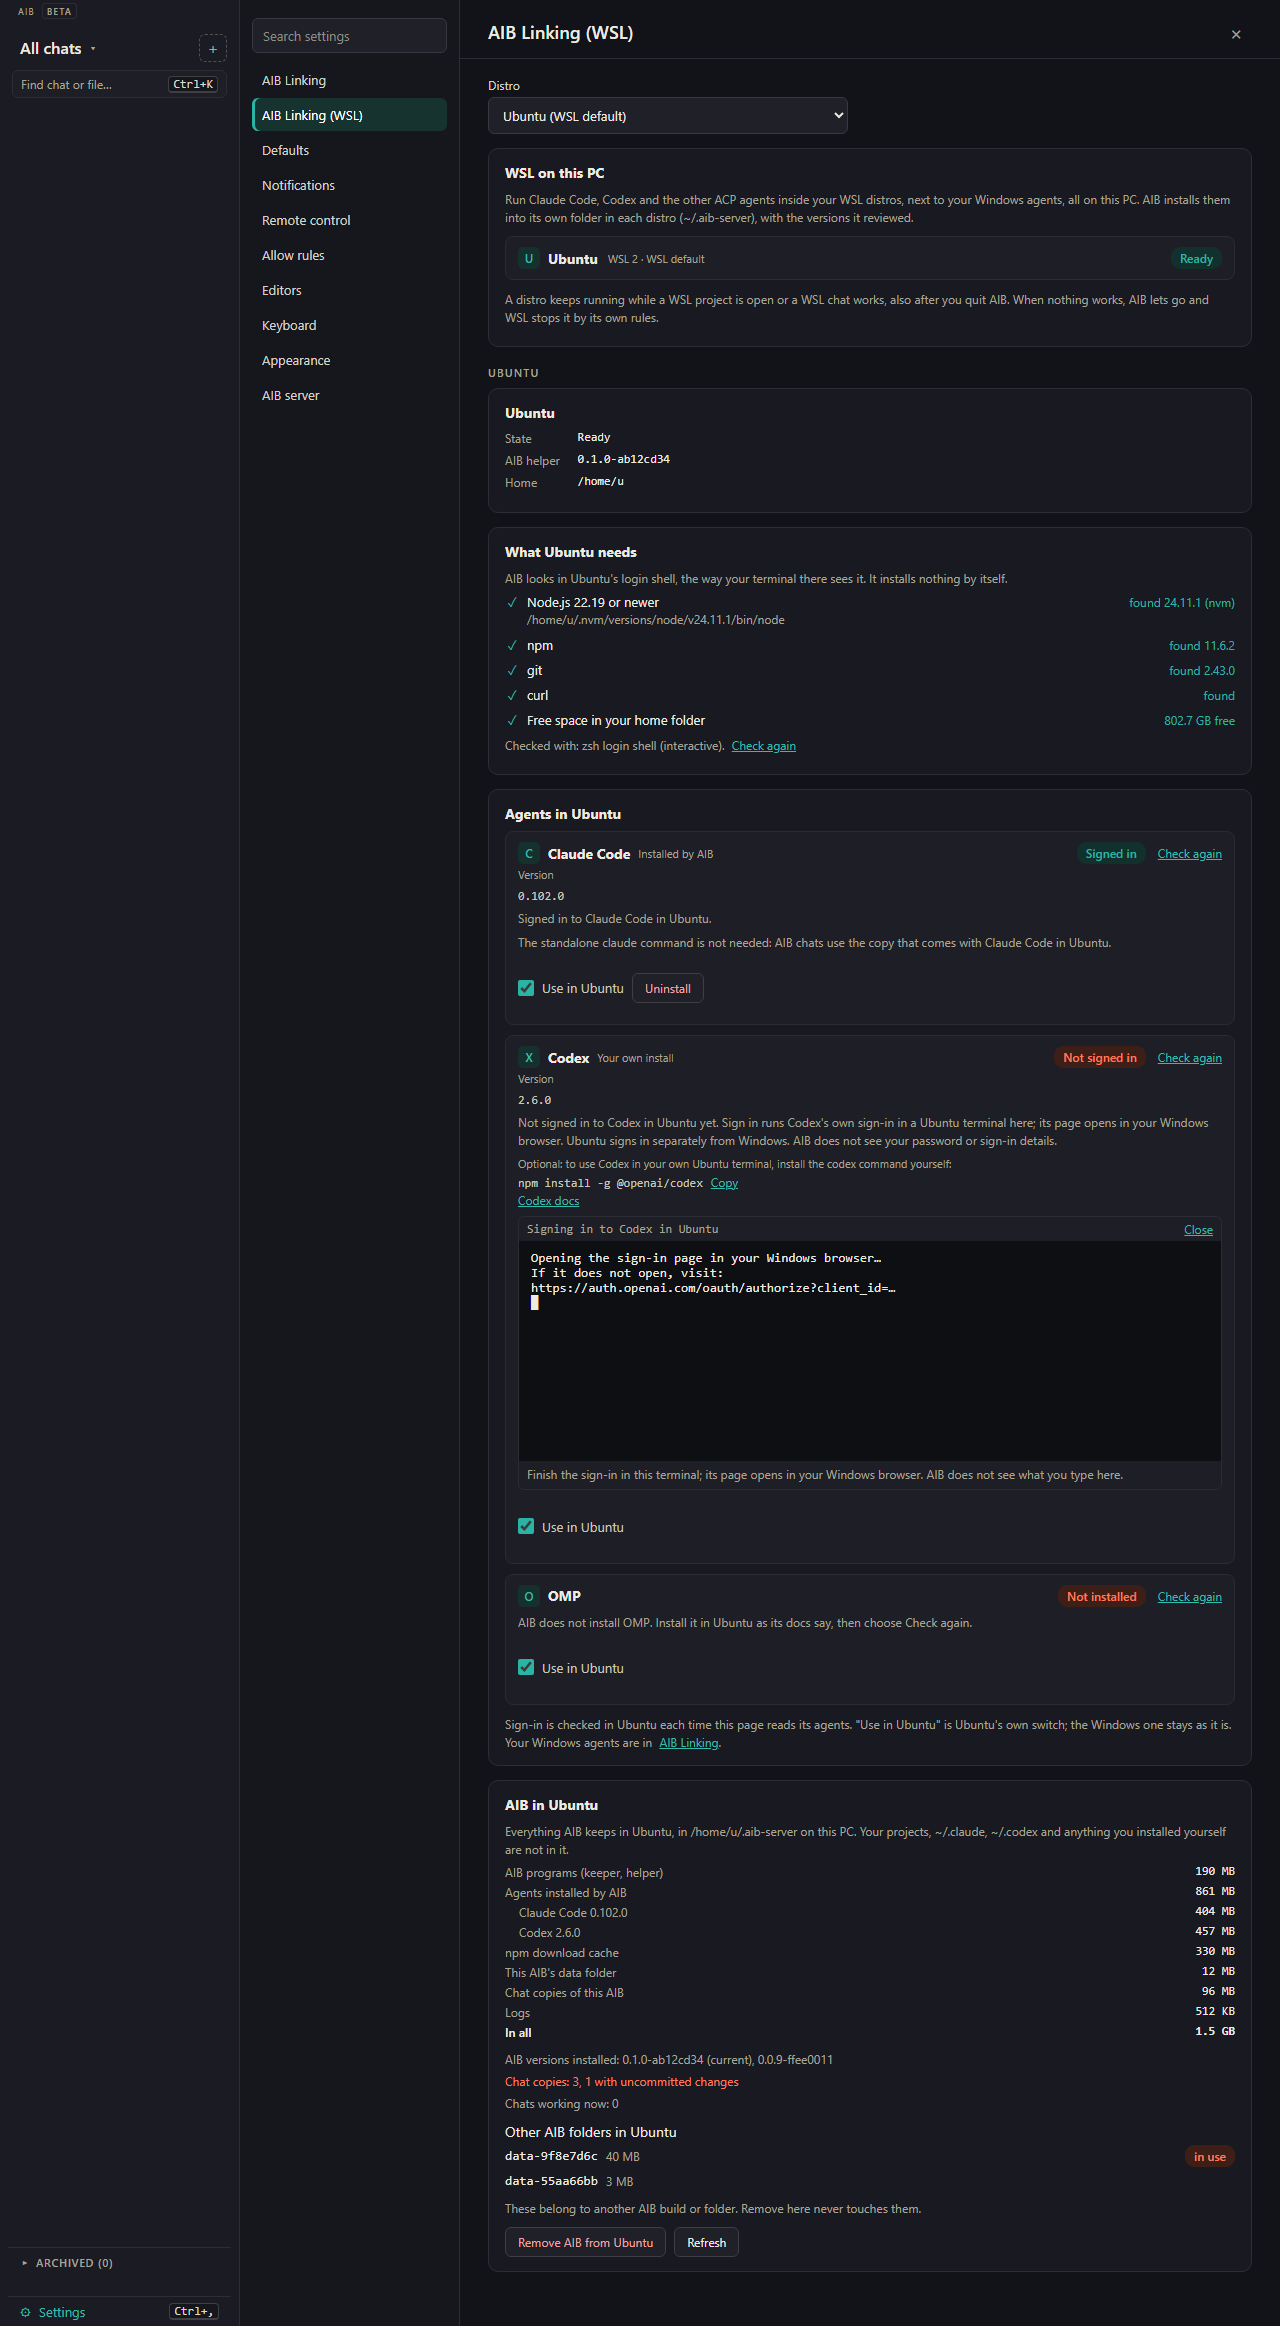 AIB BETA
All chats
+
Find chat or file... Ctrl+K
ARCHIVED (0)
Settings Ctrl+,
Search settings
AIB Linking
AIB Linking (WSL)
Defaults
Notifications
Remote control
Allow rules
Editors
Keyboard
Appearance
AIB server
AIB Linking (WSL)
×
Distro
Ubuntu (WSL default)
WSL on this PC
Run Claude Code, Codex and the other ACP agents inside your WSL distros, next to your Windows agents, all on this PC. AIB installs them
into its own folder in each distro (~/.aib-server), with the versions it reviewed.
U Ubuntu WSL 2 · WSL default Ready
A distro keeps running while a WSL project is open or a WSL chat works, also after you quit AIB. When nothing works, AIB lets go and
WSL stops it by its own rules.
UBUNTU
Ubuntu
State Ready
AIB helper 0.1.0-ab12cd34
Home /home/u
What Ubuntu needs
AIB looks in Ubuntu's login shell, the way your terminal there sees it. It installs nothing by itself.
✓ Node.js 22.19 or newer found 24.11.1 (nvm)
/home/u/.nvm/versions/node/v24.11.1/bin/node
✓ npm found 11.6.2
✓ git found 2.43.0
✓ curl found
✓ Free space in your home folder 802.7 GB free
Checked with: zsh login shell (interactive). Check again
Agents in Ubuntu
C Claude Code Installed by AIB Signed in Check again
Version
0.102.0
Signed in to Claude Code in Ubuntu.
The standalone claude command is not needed: AIB chats use the copy that comes with Claude Code in Ubuntu.
Use in Ubuntu Uninstall
X Codex Your own install Not signed in Check again
Version
2.6.0
Not signed in to Codex in Ubuntu yet. Sign in runs Codex's own sign-in in a Ubuntu terminal here; its page opens in your Windows
browser. Ubuntu signs in separately from Windows. AIB does not see your password or sign-in details.
Optional: to use Codex in your own Ubuntu terminal, install the codex command yourself:
npm install -g @openai/codex Copy
Codex docs
Signing in to Codex in Ubuntu Close
Opening the sign-in page in your Windows browser…
If it does not open, visit:
https://auth.openai.com/oauth/authorize?client_id=…
Finish the sign-in in this terminal; its page opens in your Windows browser. AIB does not see what you type here.
Use in Ubuntu
O OMP Not installed Check again
AIB does not install OMP. Install it in Ubuntu as its docs say, then choose Check again.
Use in Ubuntu
Sign-in is checked in Ubuntu each time this page reads its agents. "Use in Ubuntu" is Ubuntu's own switch; the Windows one stays as it is.
Your Windows agents are in AIB Linking.
AIB in Ubuntu
Everything AIB keeps in Ubuntu, in /home/u/.aib-server on this PC. Your projects, ~/.claude, ~/.codex and anything you installed yourself
are not in it.
AIB programs (keeper, helper) 190 MB
Agents installed by AIB 861 MB
Claude Code 0.102.0 404 MB
Codex 2.6.0 457 MB
npm download cache 330 MB
This AIB's data folder 12 MB
Chat copies of this AIB 96 MB
Logs 512 KB
In all 1.5 GB
AIB versions installed: 0.1.0-ab12cd34 (current), 0.0.9-ffee0011
Chat copies: 3, 1 with uncommitted changes
Chats working now: 0
Other AIB folders in Ubuntu
data-9f8e7d6c 40 MB in use
data-55aa66bb 3 MB
These belong to another AIB build or folder. Remove here never touches them.
Remove AIB from Ubuntu Refresh